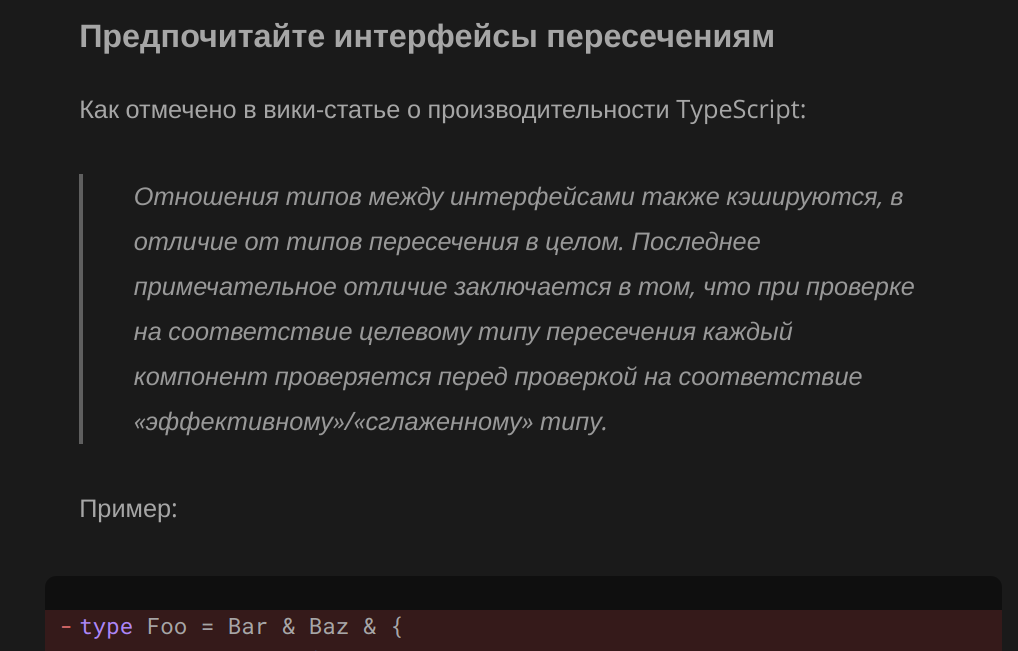 Предпочитайте интерфейсы пересечениям
Как отмечено в вики-статье о производительности TypeScript:
Отношения типов между интерфейсами также кэшируются, в
отличие от типов пересечения в целом. Последнее
примечательное отличие заключается в том, что при проверке
на соответствие целевому типу пересечения каждый
компонент проверяется перед проверкой на соответствие
«эффективному»/«сглаженному» типу.
Пример:
- type Foo = Bar & Baz & {